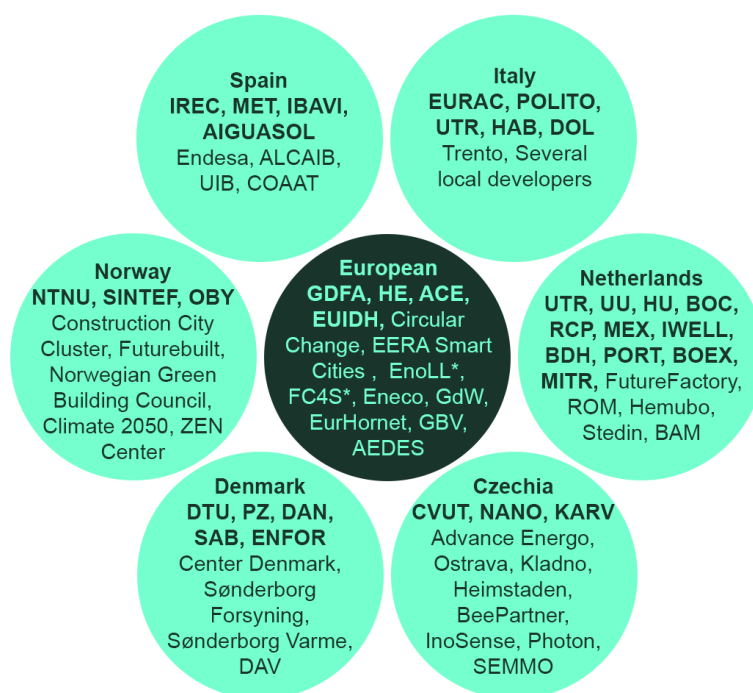 Spain
IREC, MET, IBAVI,
AIGUASOL
Endesa, ALCAIB,
UIB, COAAT
Italy
EURAC, POLITO,
UTR, HAB, DOL
Trento, Several
local developers
Norway
NTNU, SINTEF, OBY
Construction City
Cluster, Futurebuilt,
Norwegian Green
Building Council,
Climate 2050, ZEN
Center
European
GDFA, HE, ACE,
EUIDH, Circular
Change, EERA Smart
Cities , EnoLL*,
FC4S*, Eneco, GdW,
EurHornet, GBV,
AEDES
Netherlands
UTR, UU, HU, BOC,
RCP, MEX, IWELL,
BDH, PORT, BOEX,
MITR, FutureFactory,
ROM, Hemubo,
Stedin, BAM
Denmark
DTU, PZ, DAN,
SAB, ENFOR
Center Denmark,
Sønderborg
Forsyning,
Sønderborg Varme,
DAV
Czechia
CVUT, NANO, KARV
Advance Energo,
Ostrava, Kladno,
Heimstaden,
BeePartner,
InoSense, Photon,
SEMMO